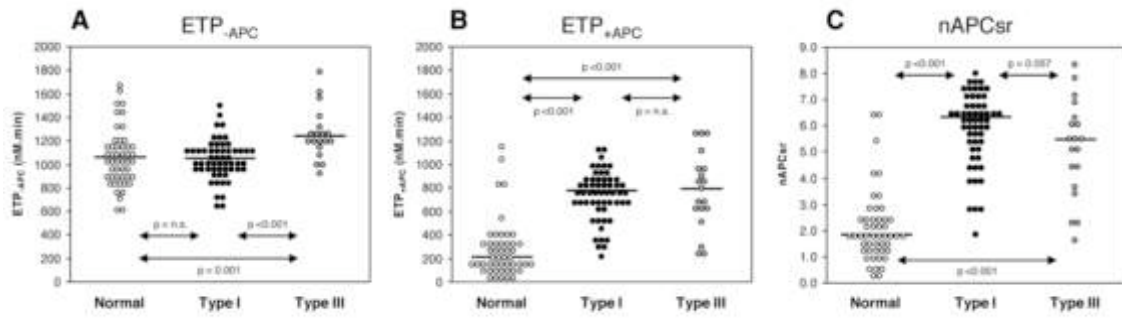 A
ETP-APC
ETP-APC (nM.min)
2000
1800
1600
1400
1200
1000
800
600
400
200
0
p = n.s.
p <0.001
p = 0.001
Normal
Type I
Type III
B
ETP+APC
ETP+APC (nM.min)
2000
1800
1600
1400
1200
1000
800
600
400
200
0
p <0.001
p <0.001
p = n.s.
Normal
Type I
Type III
C
nAPCsr
nAPCsr
9.0
8.0
7.0
6.0
5.0
4.0
3.0
2.0
1.0
0.0
p <0.001
p = 0.007
p <0.001
Normal
Type I
Type III